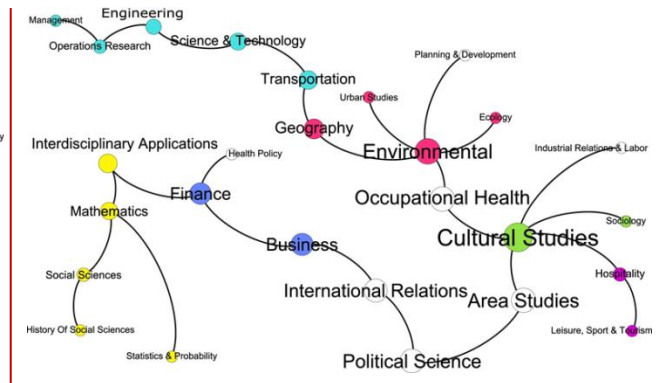 Engineering
Management
Operations Research
Science & Technology
Planning & Development
Transportation
Urban Studies
Ecology
Geography
Interdisciplinary Applications
Health Policy
Environmental
Industrial Relations & Labor
Finance
Occupational Health
Mathematics
Sociology
Business
Cultural Studies
Social Sciences
Hospitality
International Relations
Area Studies
History Of Social Sciences
Leisure, Sport & Tourism
Statistics & Probability
Political Science